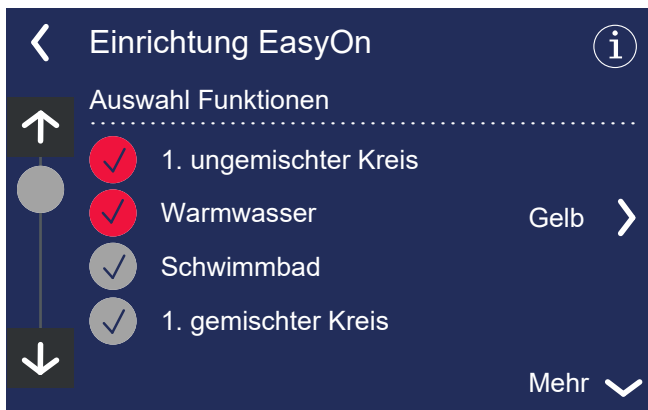 Einrichtung EasyOn
i
Auswahl Funktionen
1. ungemischter Kreis
Warmwasser Gelb
Schwimmbad
1. gemischter Kreis
Mehr